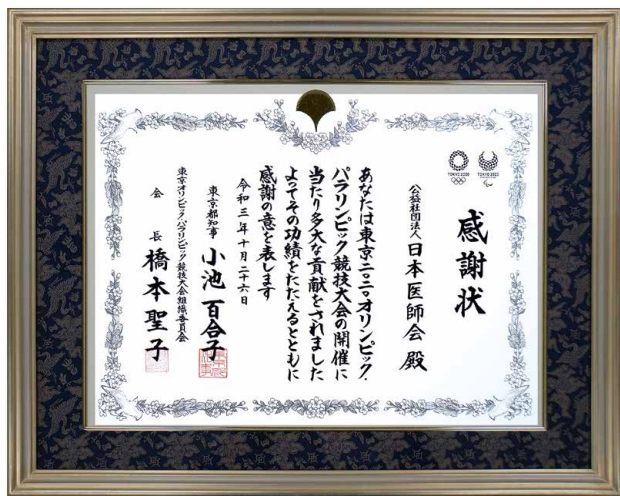 感謝状
TOKYO 2020
TOKYO 2020
公益社団法人 日本医師会 殿
あなたは東京二〇二〇オリンピック・
パラリンピック競技大会の開催に
当たり多大な貢献をされました
よってその功績をたたえるとともに
感謝の意を表します
令和三年十月二十六日
東京都知事 小池百合子
東京オリンピック・パラリンピック競技大会組織委員会
会長 橋本聖子